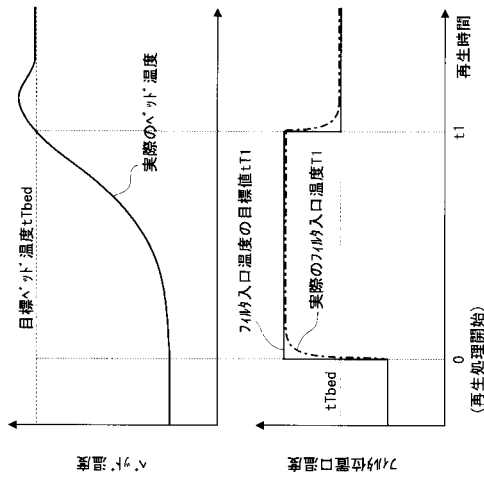 ベッド温度
目標ベッド温度tTbed
実際のベッド温度
フィルタ位置口温度
フィルタ入口温度の目標値tT1
実際のフィルタ入口温度T1
tTbed
0
(再生処理開始)
t1
再生時間